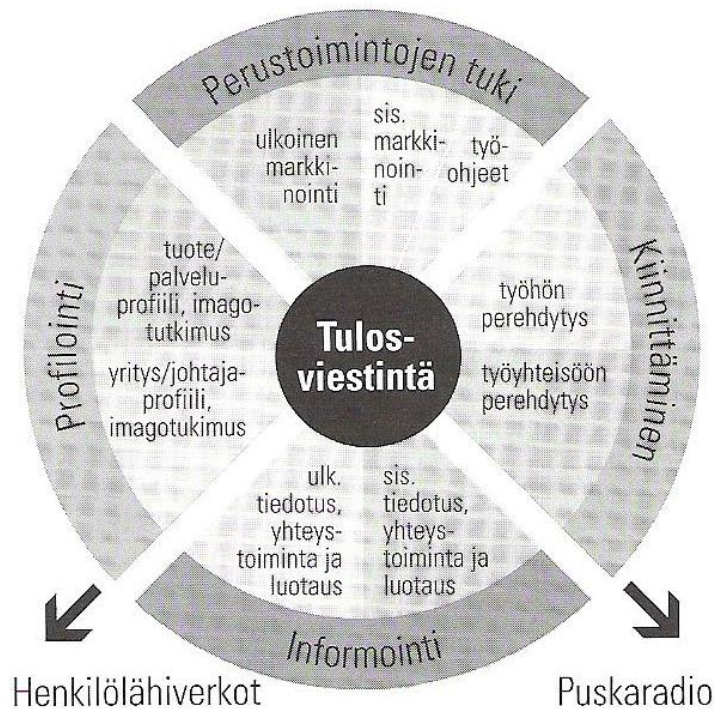 Perustoimintojen tuki
ulkoinen
markki-
nointi
sis.
markki-
noin-
ti
työ-
ohjeet
Profilointi
tuote/
palvelu-
profiili, imago-
tutkimus
yritys/johtaja-
profiili,
imagotukimus
Tulos-
viestintä
Kiinnittäminen
työhön
perehdytys
työyhteisöön
perehdytys
ulk.
tiedotus,
yhteys-
toiminta ja
luotaus
sis.
tiedotus,
yhteys-
toiminta ja
luotaus
Informointi
Henkilölähiverkot
Puskaradio